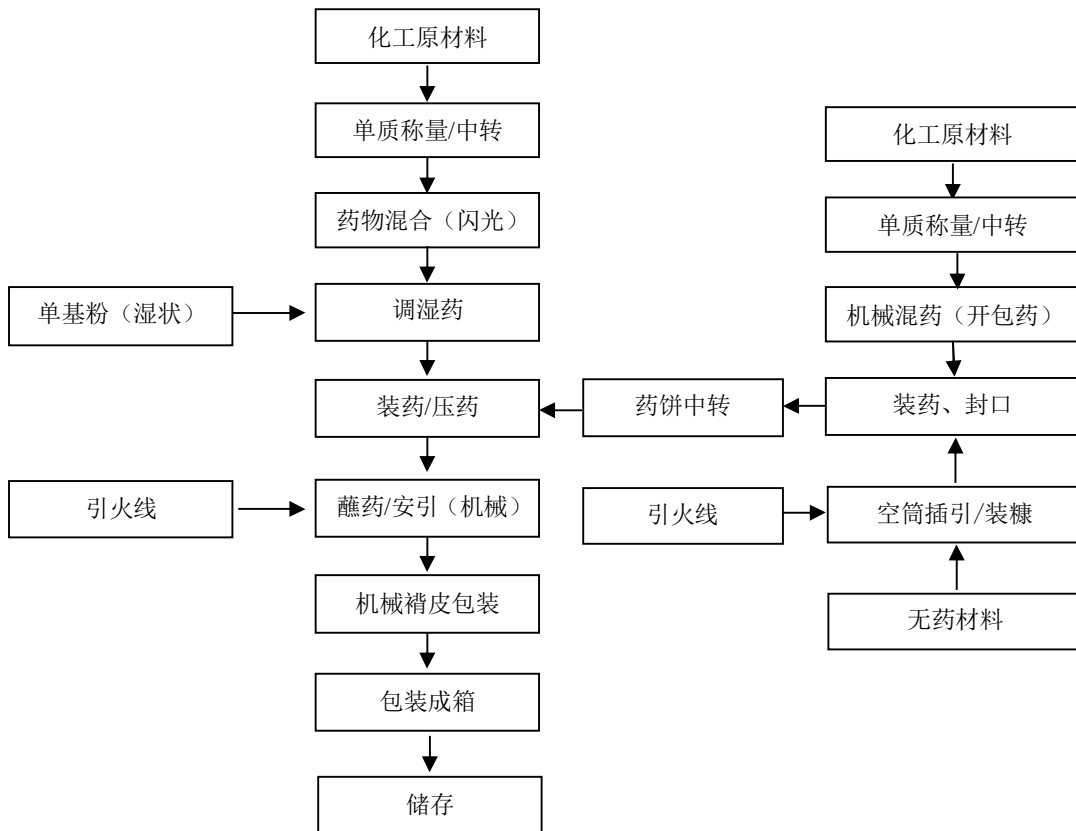 化工原材料
单质称量/中转
药物混合（闪光）
单基粉（湿状）
调湿药
装药/压药
引火线
蘸药/安引（机械）
机械褙皮包装
包装成箱
储存
化工原材料
单质称量/中转
机械混药（开包药）
药饼中转
装药、封口
引火线
空筒插引/装糠
无药材料